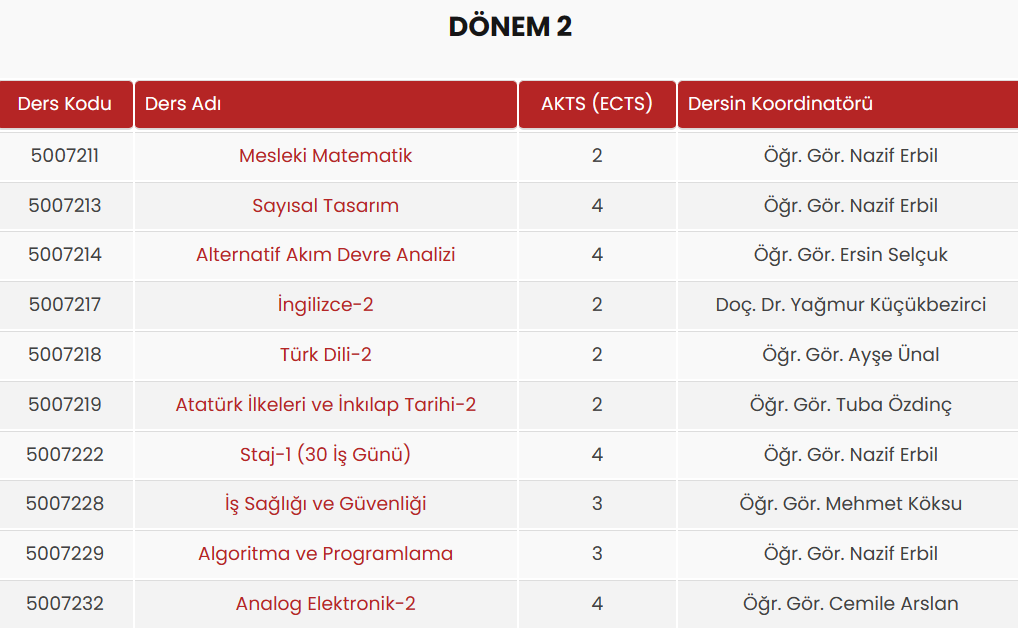 DÖNEM 2
Ders Kodu Ders Adı AKTS (ECTS) Dersin Koordinatörü
5007211 Mesleki Matematik 2 Öğr. Gör. Nazif Erbil
5007213 Sayısal Tasarım 4 Öğr. Gör. Nazif Erbil
5007214 Alternatif Akım Devre Analizi 4 Öğr. Gör. Ersin Selçuk
5007217 İngilizce-2 2 Doç. Dr. Yağmur Küçükbezirci
5007218 Türk Dili-2 2 Öğr. Gör. Ayşe Ünal
5007219 Atatürk İlkeleri ve İnkılap Tarihi-2 2 Öğr. Gör. Tuba Özdinç
5007222 Staj-1 (30 İş Günü) 4 Öğr. Gör. Nazif Erbil
5007228 İş Sağlığı ve Güvenliği 3 Öğr. Gör. Mehmet Köksu
5007229 Algoritma ve Programlama 3 Öğr. Gör. Nazif Erbil
5007232 Analog Elektronik-2 4 Öğr. Gör. Cemile Arslan